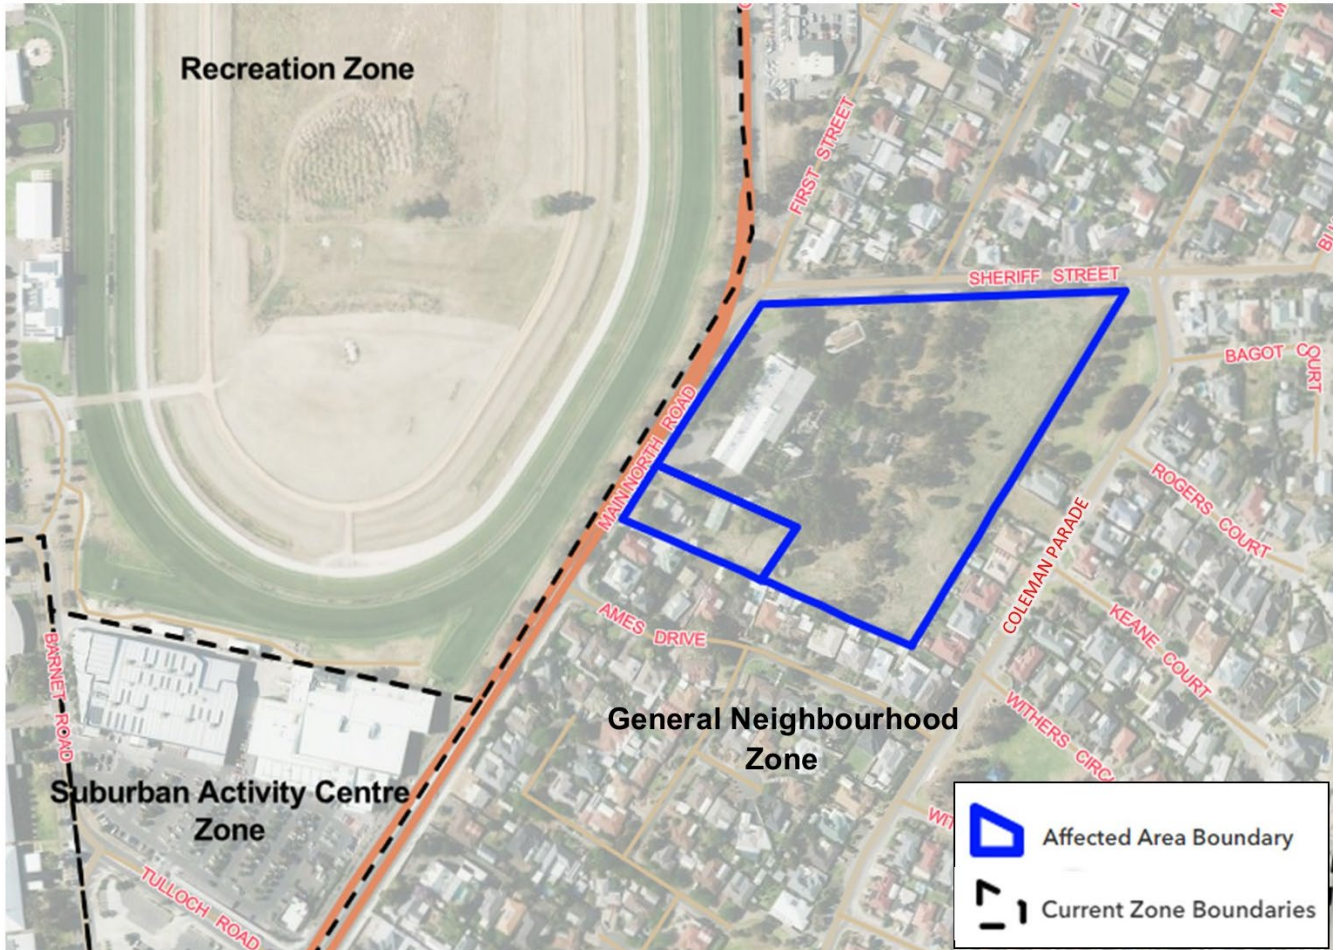 Recreation Zone
FIRST STREET
SHERIFF STREET
BAGOT COURT
MAIN NORTH ROAD
ROGERS COURT
COLEMAN PARADE
KEANE COURT
AMES DRIVE
BARNET ROAD
General Neighbourhood
Zone
WITHERS CIRC
Suburban Activity Centre
Zone
WIT
TULLOCH ROAD
Affected Area Boundary
Current Zone Boundaries